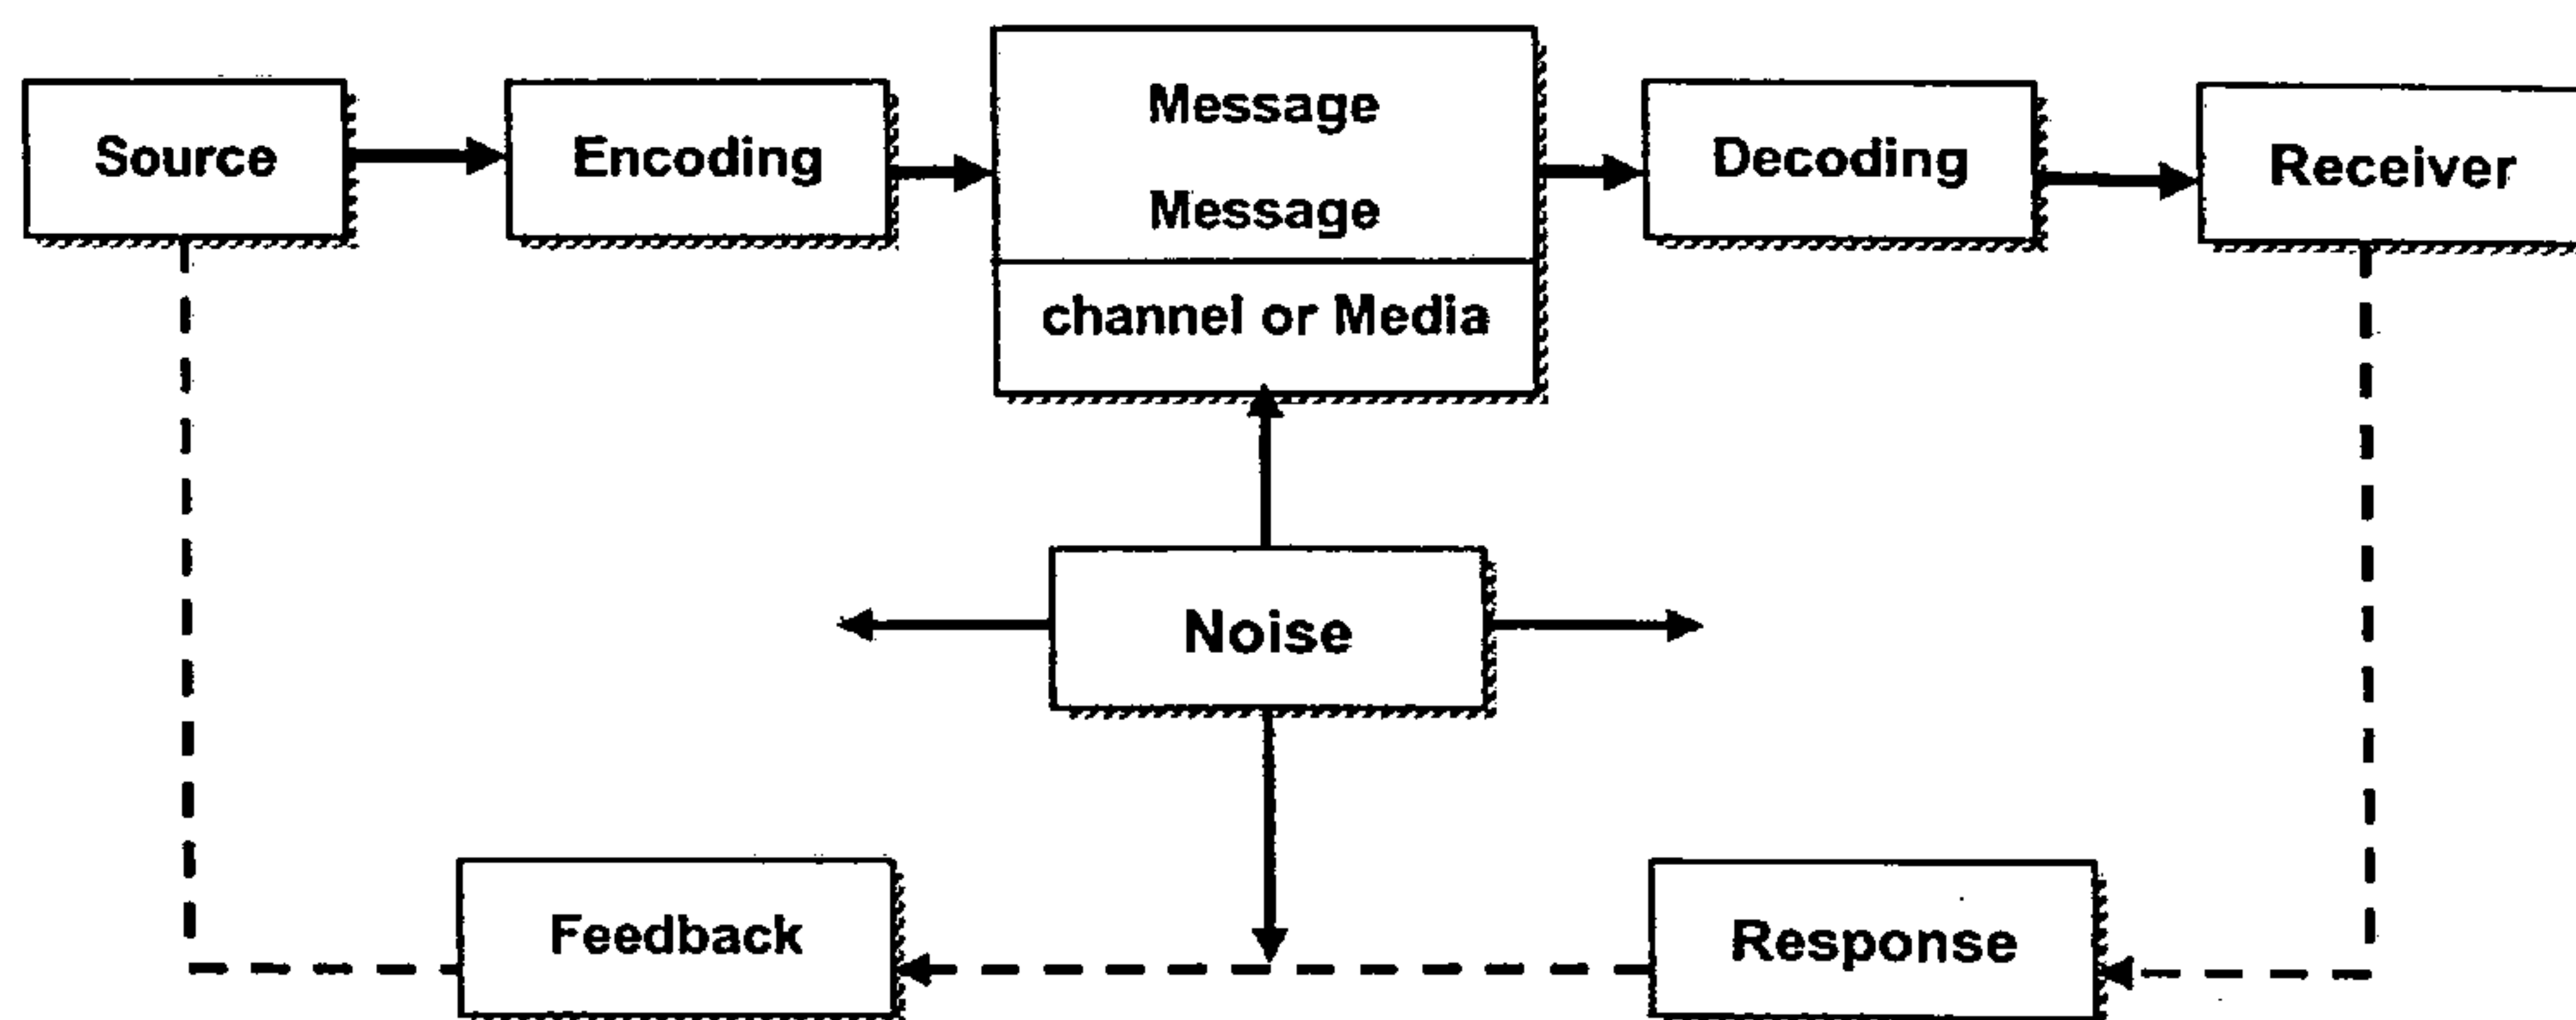 Source
Encoding
Message
Message
channel or Media
Decoding
Receiver
Noise
Feedback
Response